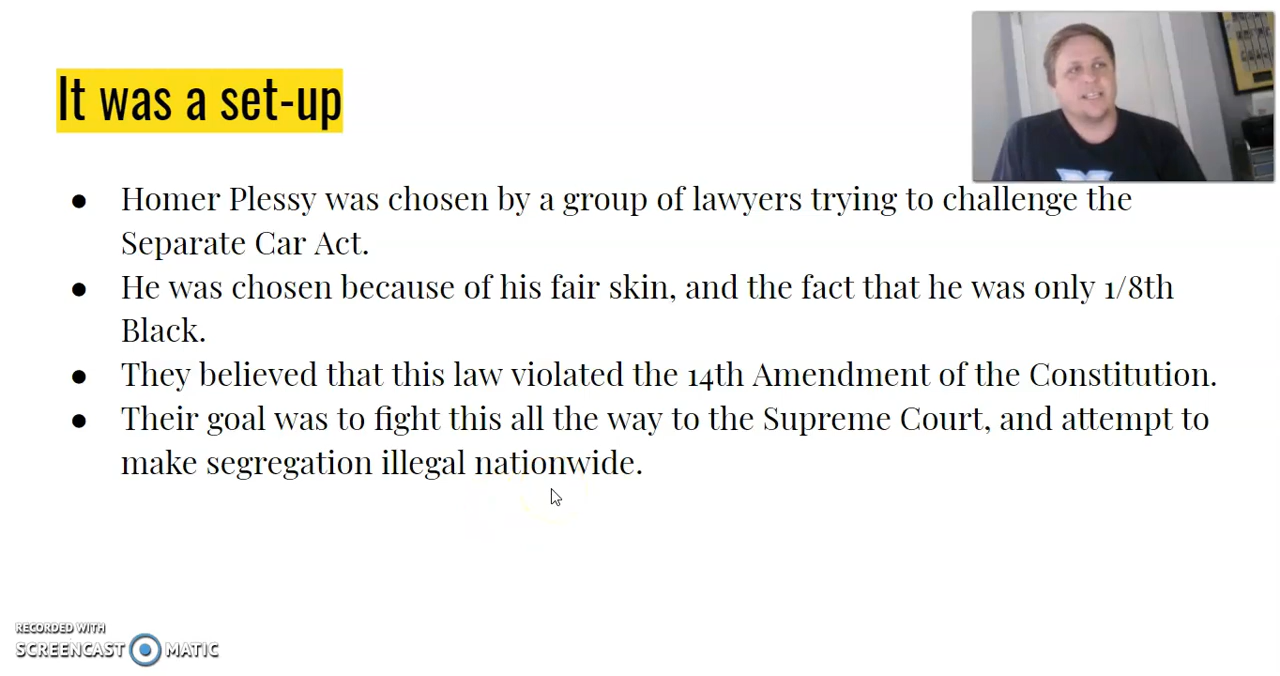 It was a set-up
● Homer Plessy was chosen by a group of lawyers trying to challenge the
Separate Car Act.
● He was chosen because of his fair skin, and the fact that he was only 1/8th
Black.
● They believed that this law violated the 14th Amendment of the Constitution.
● Their goal was to fight this all the way to the Supreme Court, and attempt to
make segregation illegal nationwide.
RECORDED WITH
SCREENCAST MATIC